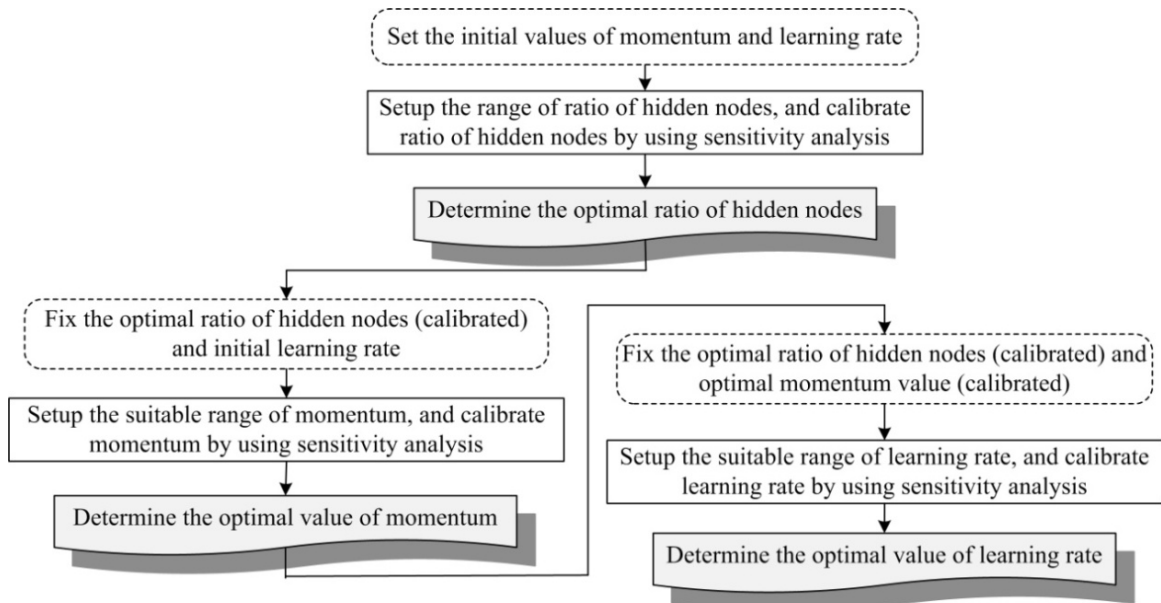 Set the initial values of momentum and learning rate
Setup the range of ratio of hidden nodes, and calibrate
ratio of hidden nodes by using sensitivity analysis
Determine the optimal ratio of hidden nodes
Fix the optimal ratio of hidden nodes (calibrated)
and initial learning rate
Setup the suitable range of momentum, and calibrate
momentum by using sensitivity analysis
Determine the optimal value of momentum
Fix the optimal ratio of hidden nodes (calibrated) and
optimal momentum value (calibrated)
Setup the suitable range of learning rate, and calibrate
learning rate by using sensitivity analysis
Determine the optimal value of learning rate